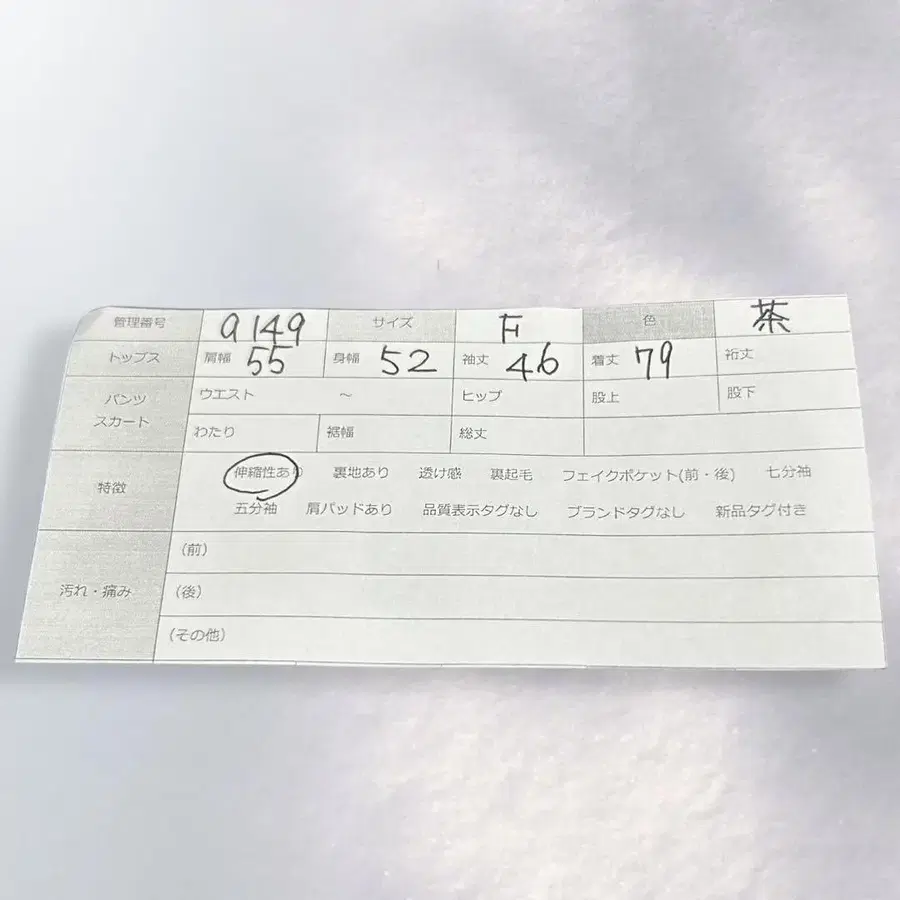 管理番号 9149 サイズ F 色 茶
トップス 肩幅 55 身幅 52 袖丈 46 着丈 79 裄丈
パンツ スカート ウエスト ～ ヒップ 股上 股下
わたり 裾幅 総丈
特徴 伸縮性あり 裏地あり 透け感 裏起毛 フェイクポケット(前・後) 七分袖
五分袖 肩パッドあり 品質表示タグなし ブランドタグなし 新品タグ付き
汚れ・痛み (前)
(後)
(その他)